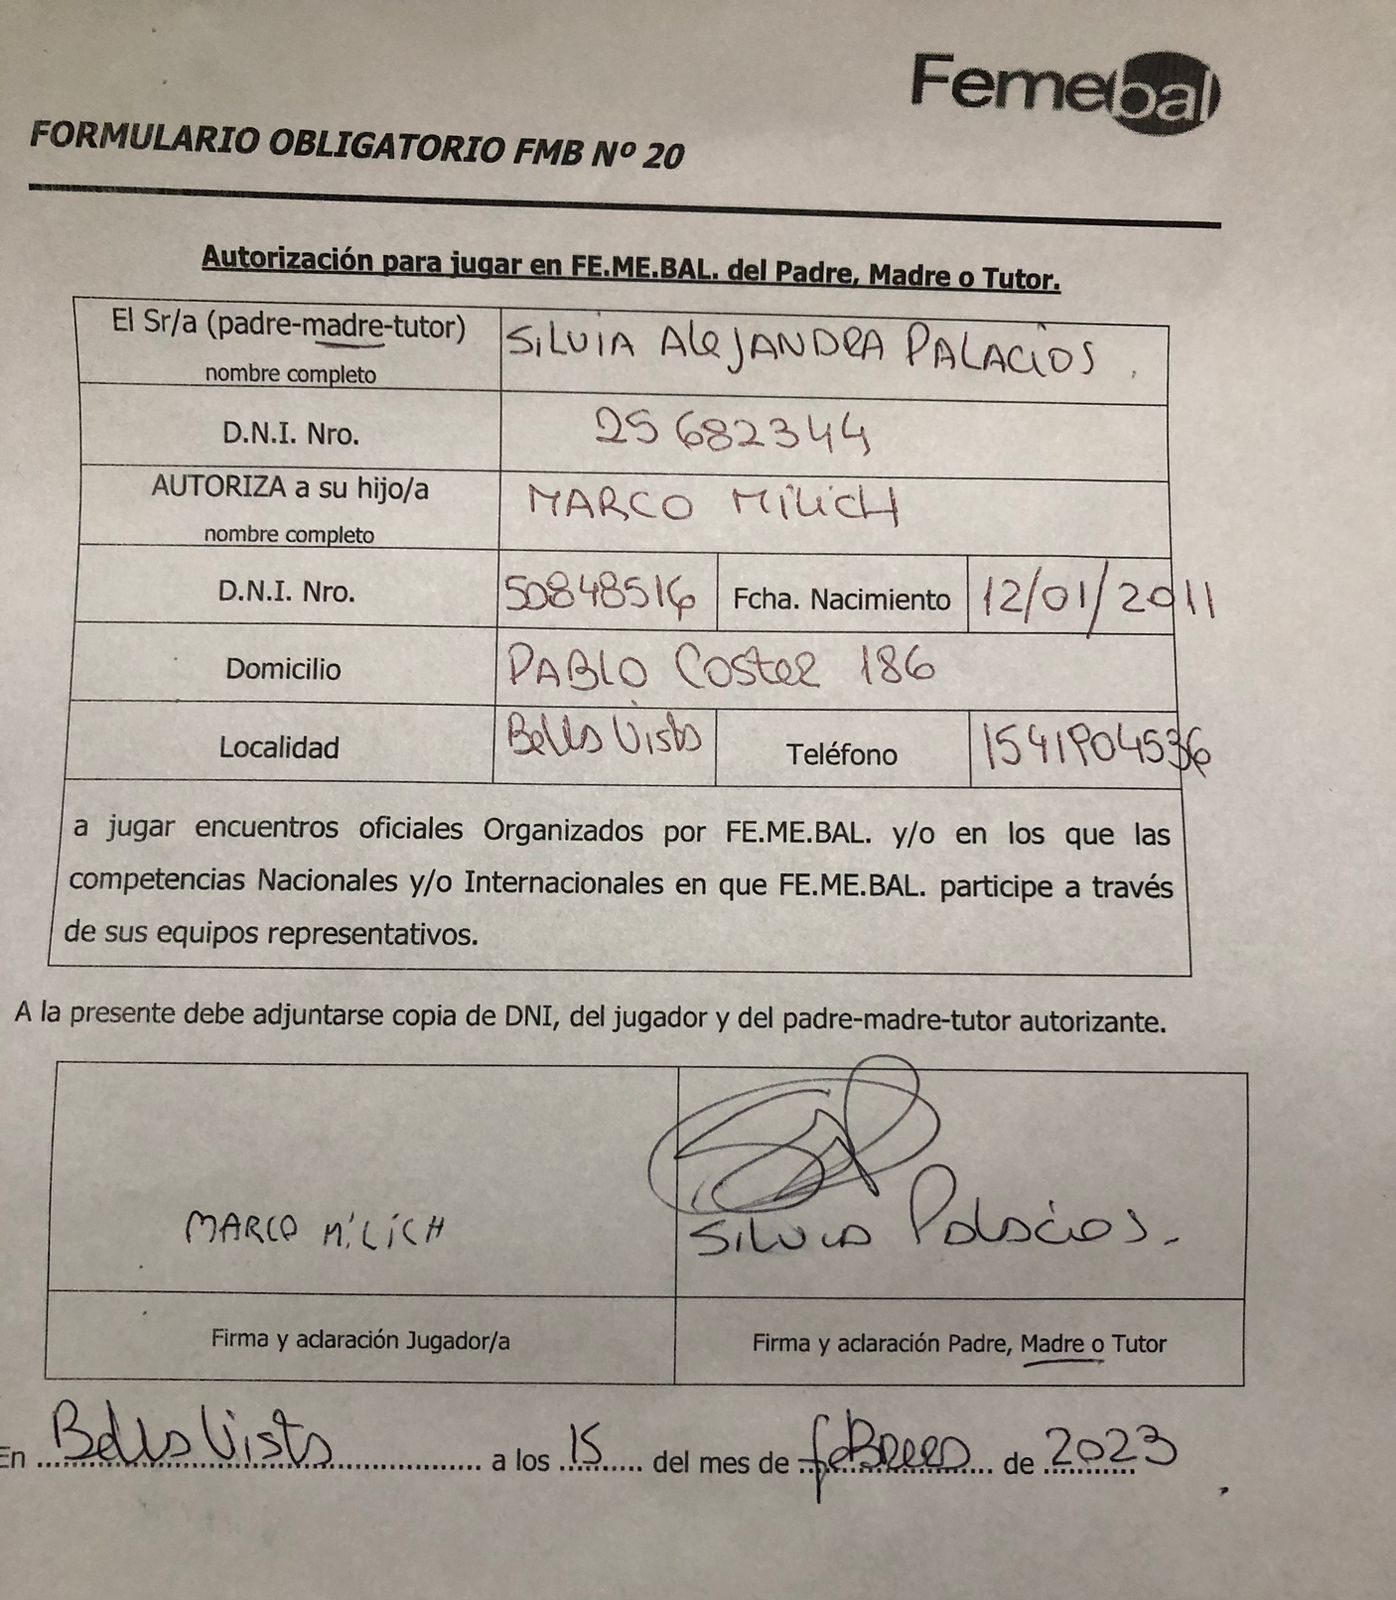 Femebal
FORMULARIO OBLIGATORIO FMB Nº 20
Autorización para jugar en FE.ME.BAL. del Padre, Madre o Tutor.
El Sr/a (padre-madre-tutor) SILVIA AleJANDRA PALACIOS.
nombre completo
D.N.I. Nro. 25682344
AUTORIZA a su hijo/a MARCO MILICH
nombre completo
D.N.I. Nro. 50848516 Fcha. Nacimiento 12/01/2011
Domicilio PABLO Coster 186
Localidad Bella Vista Teléfono 1541904536
a jugar encuentros oficiales Organizados por FE.ME.BAL. y/o en los que las
competencias Nacionales y/o Internacionales en que FE.ME.BAL. participe a través
de sus equipos representativos.
A la presente debe adjuntarse copia de DNI, del jugador y del padre-madre-tutor autorizante.
MARCO MILICH SILVIA Palacios.
Firma y aclaración Jugador/a Firma y aclaración Padre, Madre o Tutor
En Bella Vista a los 15 del mes de feBRERO de 2023